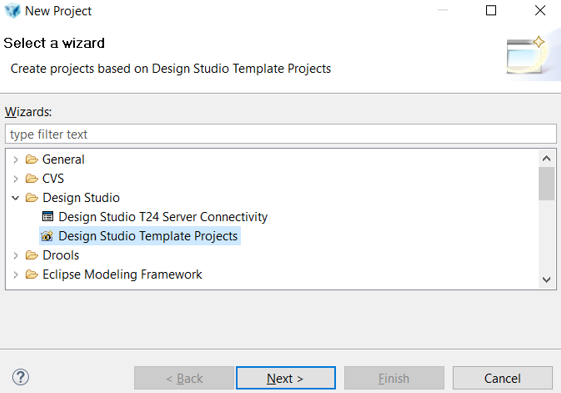 New Project
Select a wizard
Create projects based on Design Studio Template Projects
Wizards:
type filter text
General
CVS
Design Studio
Design Studio T24 Server Connectivity
Design Studio Template Projects
Drools
Eclipse Modeling Framework
? < Back Next > Finish Cancel